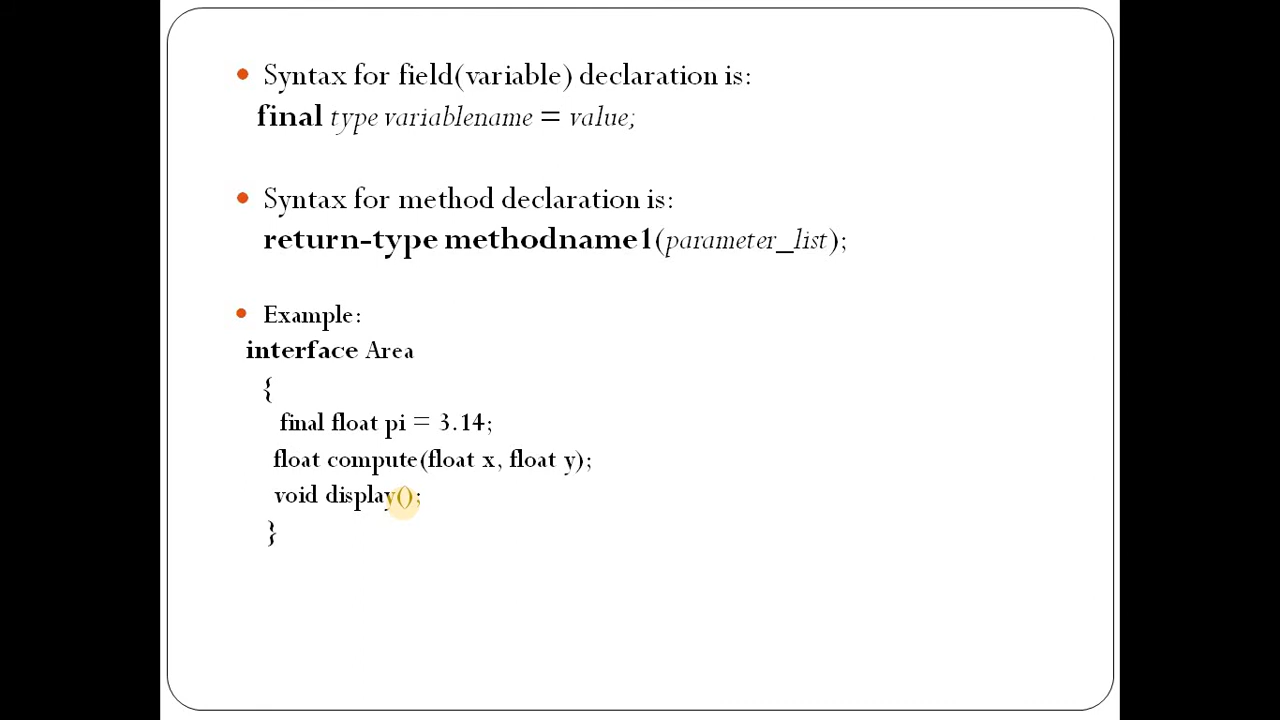 Syntax for field(variable) declaration is:
final type variablename = value;
Syntax for method declaration is:
return-type methodname1(parameter_list);
Example:
interface Area
{
final float pi = 3.14;
float compute(float x, float y);
void display();
}